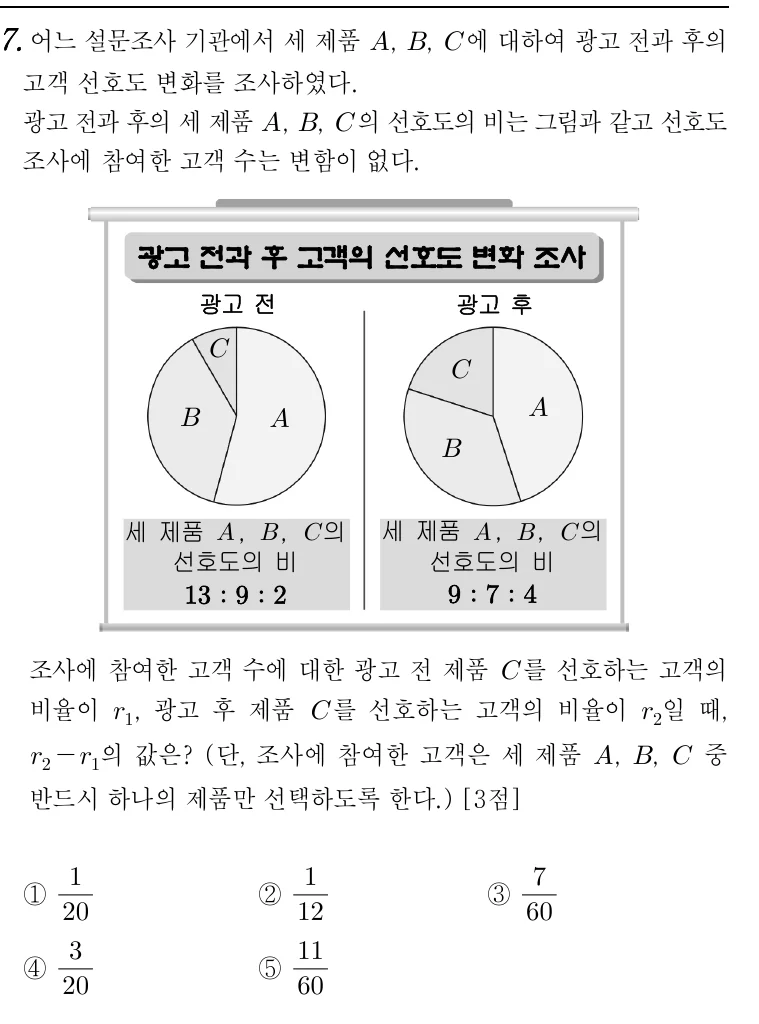 7. 어느 설문조사 기관에서 세 제품 A, B, C에 대하여 광고 전과 후의
고객 선호도 변화를 조사하였다.
광고 전과 후의 세 제품 A, B, C의 선호도의 비는 그림과 같고 선호도
조사에 참여한 고객 수는 변함이 없다.
광고 전과 후 고객의 선호도 변화 조사
광고 전
C
B
A
세 제품 A, B, C의
선호도의 비
13 : 9 : 2
광고 후
C
A
B
세 제품 A, B, C의
선호도의 비
9 : 7 : 4
조사에 참여한 고객 수에 대한 광고 전 제품 C를 선호하는 고객의
비율이 r₁, 광고 후 제품 C를 선호하는 고객의 비율이 r₂일 때,
r₂−r₁의 값은? (단, 조사에 참여한 고객은 세 제품 A, B, C 중
반드시 하나의 제품만 선택하도록 한다.) [3점]
① 1/20 ② 1/12 ③ 7/60
④ 3/20 ⑤ 11/60